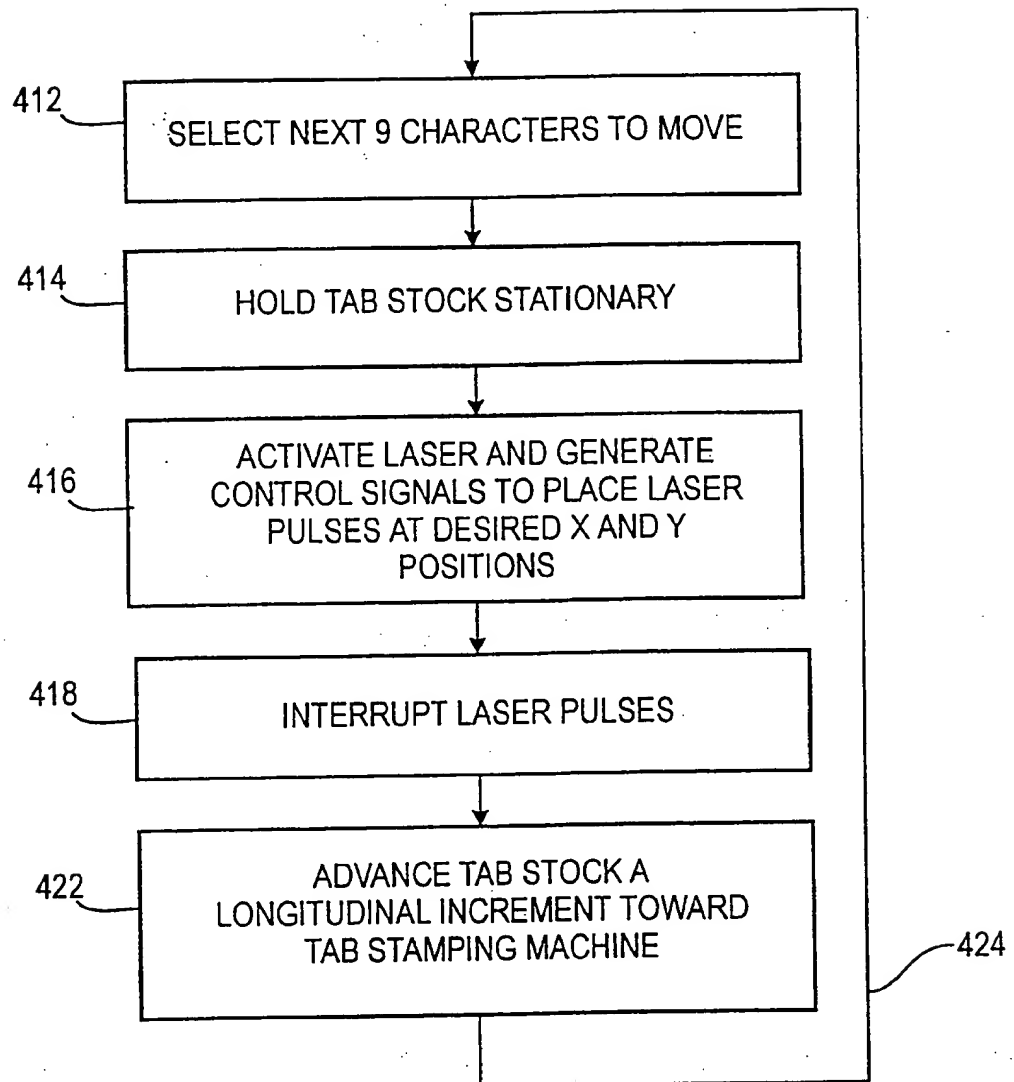 412
SELECT NEXT 9 CHARACTERS TO MOVE
414
HOLD TAB STOCK STATIONARY
416
ACTIVATE LASER AND GENERATE
CONTROL SIGNALS TO PLACE LASER
PULSES AT DESIRED X AND Y
POSITIONS
418
INTERRUPT LASER PULSES
422
ADVANCE TAB STOCK A
LONGITUDINAL INCREMENT TOWARD
TAB STAMPING MACHINE
424